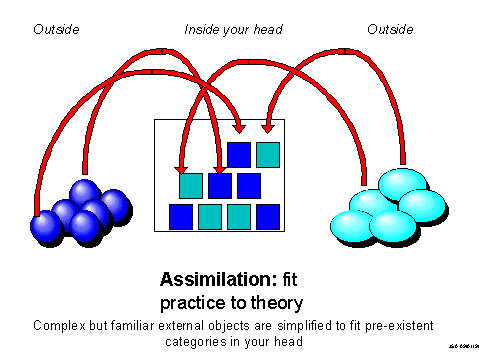 Outside Inside your head Outside
Assimilation: fit
practice to theory
Complex but familiar external objects are simplified to fit pre-existent
categories in your head